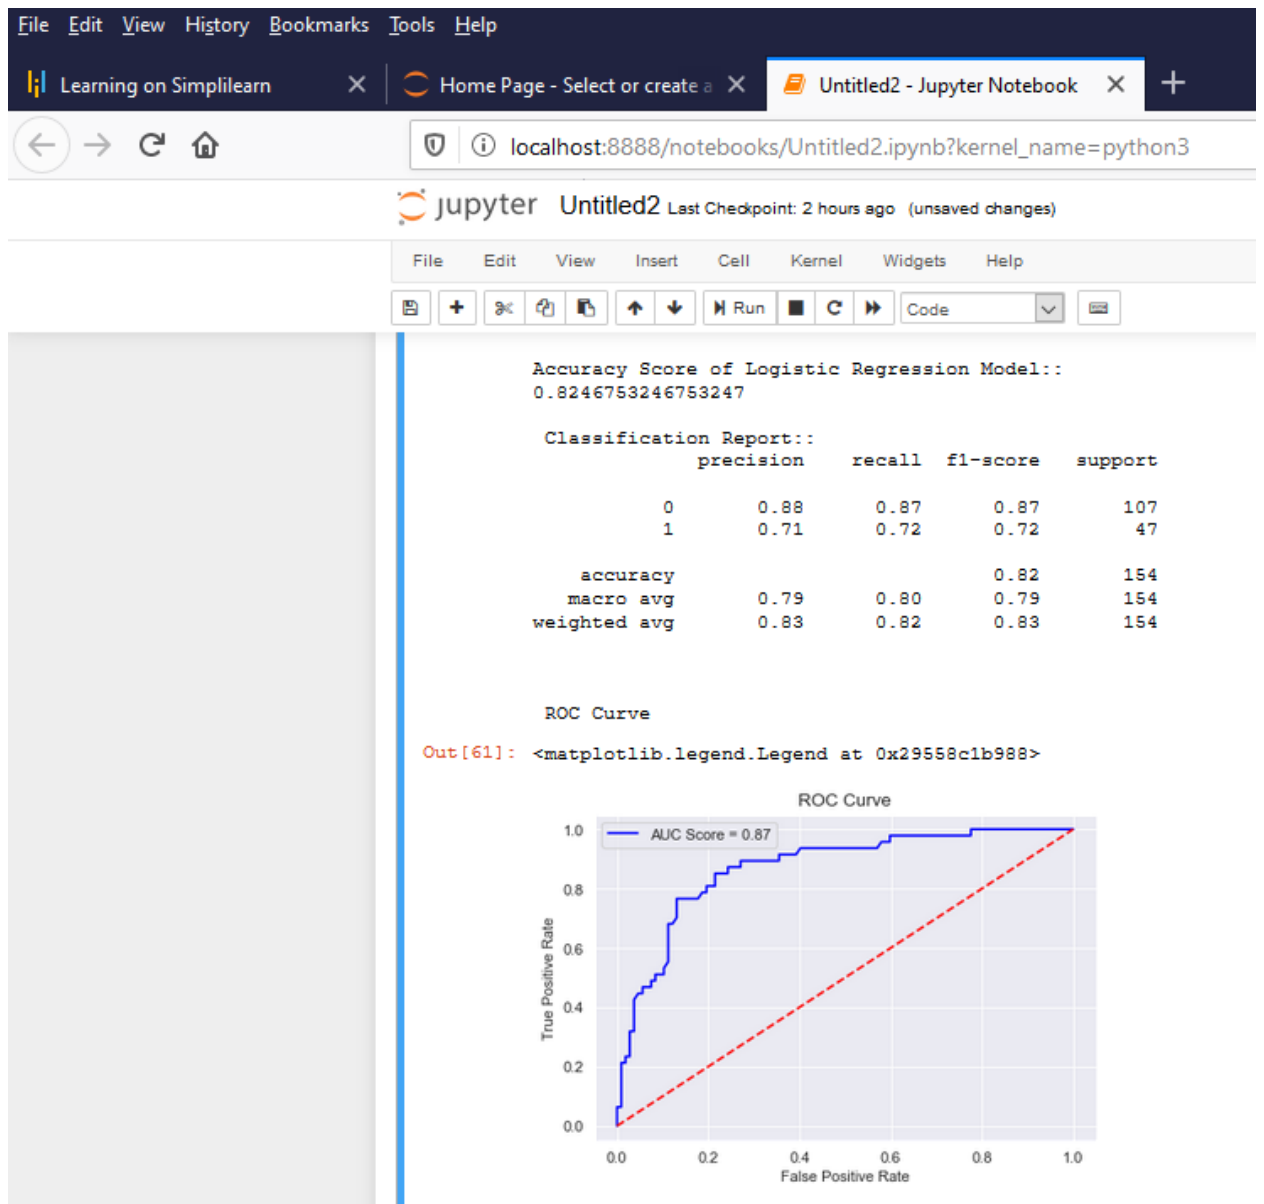 File Edit View History Bookmarks Tools Help
Learning on Simplilearn
Home Page - Select or create a
Untitled2 - Jupyter Notebook
localhost:8888/notebooks/Untitled2.ipynb?kernel_name=python3
jupyter Untitled2 Last Checkpoint: 2 hours ago (unsaved changes)
File Edit View Insert Cell Kernel Widgets Help
Run Code
Accuracy Score of Logistic Regression Model::
0.8246753246753247
Classification Report::
precision recall f1-score support
0 0.88 0.87 0.87 107
1 0.71 0.72 0.72 47
accuracy 0.82 154
macro avg 0.79 0.80 0.79 154
weighted avg 0.83 0.82 0.83 154
ROC Curve
Out[61]: <matplotlib.legend.Legend at 0x29558c1b988>
ROC Curve
AUC Score = 0.87
1.0
0.8
0.6
0.4
0.2
0.0
True Positive Rate
0.0 0.2 0.4 0.6 0.8 1.0
False Positive Rate